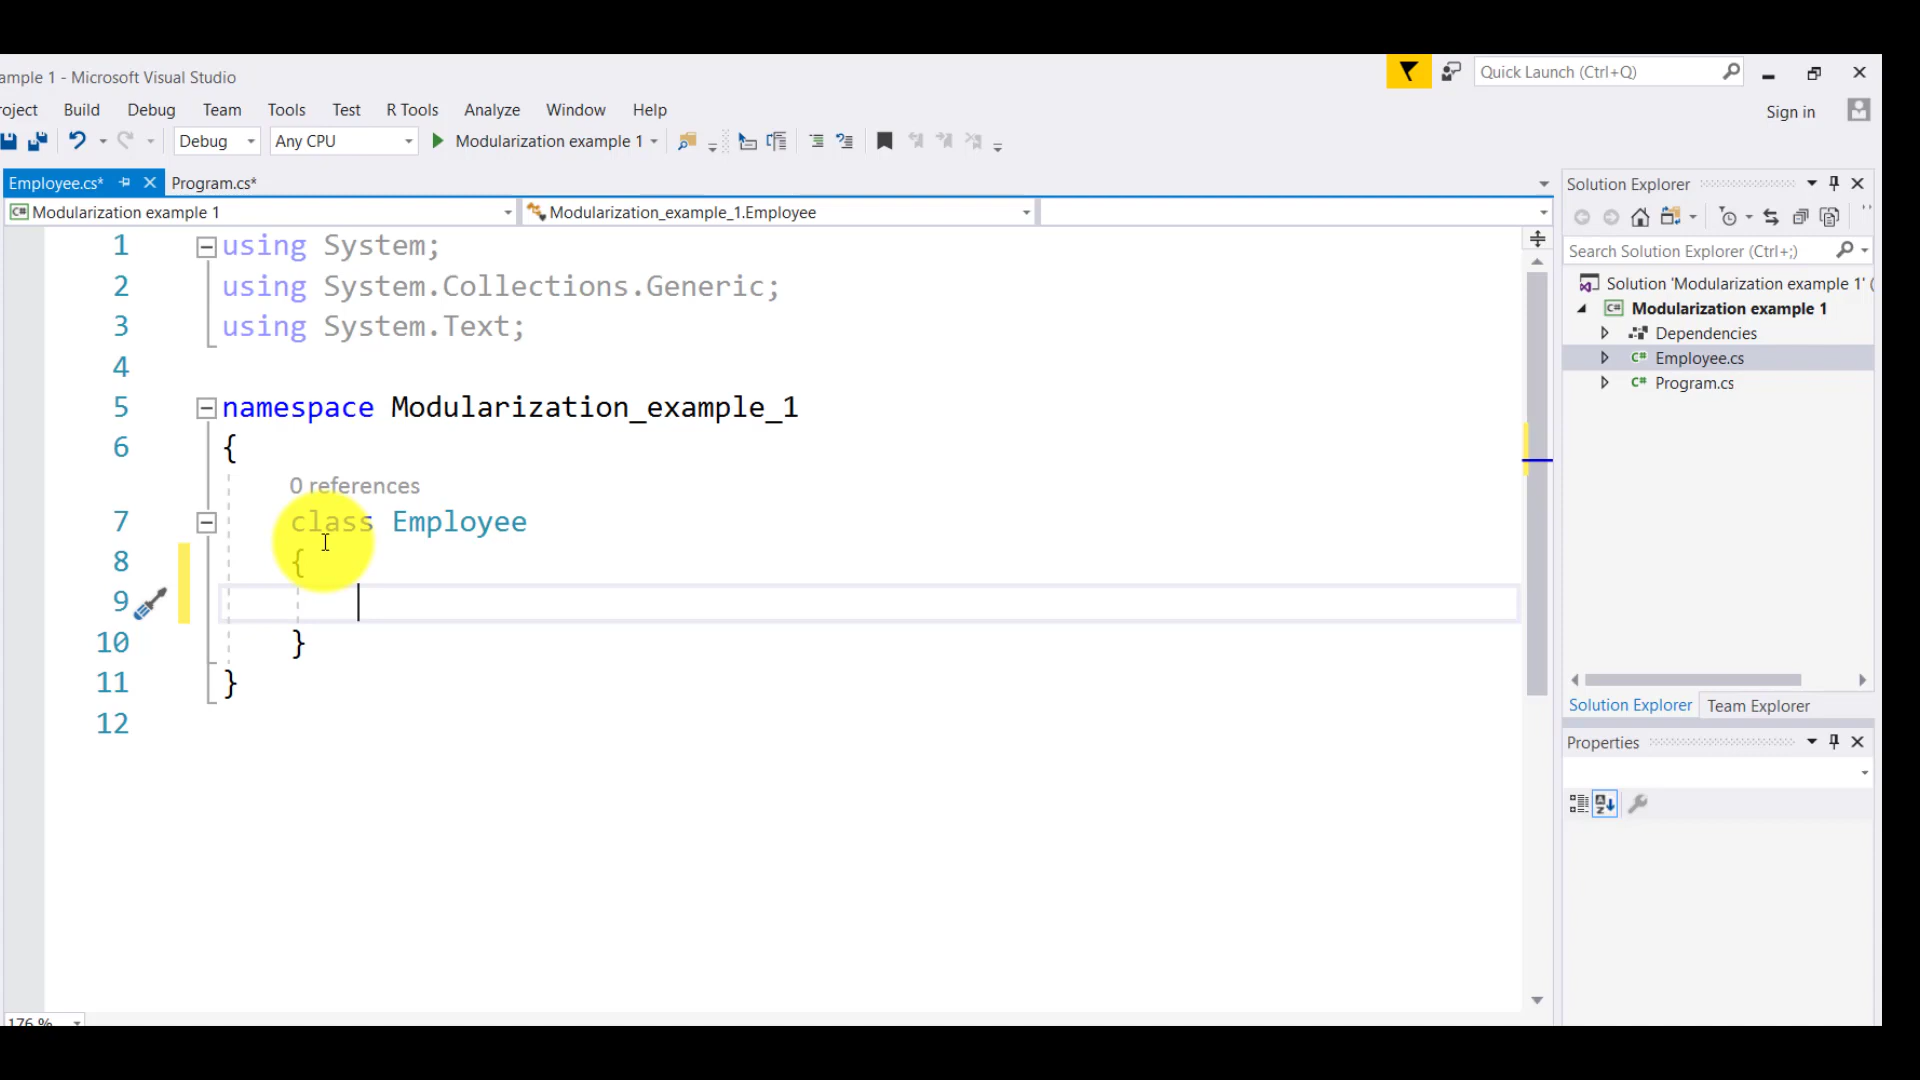 ample 1 - Microsoft Visual Studio
Quick Launch (Ctrl+Q)
roject Build Debug Team Tools Test R Tools Analyze Window Help
Sign in
Debug Any CPU Modularization example 1
Employee.cs* Program.cs*
Modularization example 1 Modularization_example_1.Employee
1 using System;
2 using System.Collections.Generic;
3 using System.Text;
4
5 namespace Modularization_example_1
6 {
0 references
7 class Employee
8 {
9
10 }
11 }
12
176 %
Solution Explorer
Search Solution Explorer (Ctrl+;)
Solution 'Modularization example 1' (
Modularization example 1
Dependencies
Employee.cs
Program.cs
Solution Explorer Team Explorer
Properties